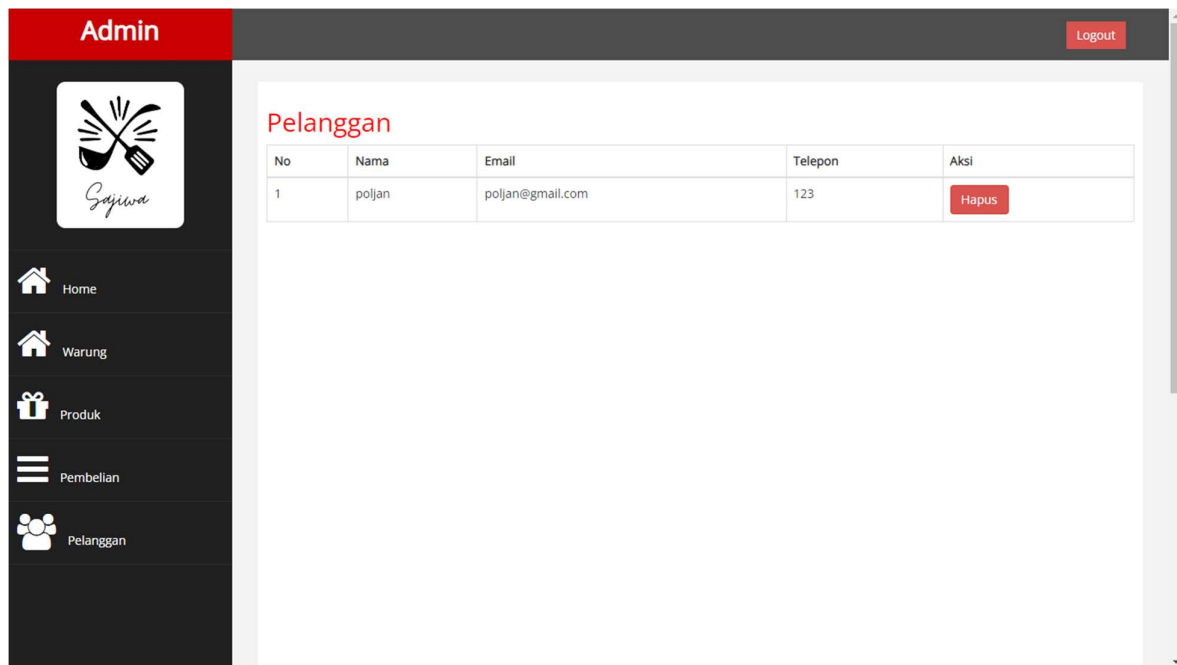 Admin
Logout
Sajiwa
Pelanggan
No Nama Email Telepon Aksi
1 poljan poljan@gmail.com 123 Hapus
Home
Warung
Produk
Pembelian
Pelanggan